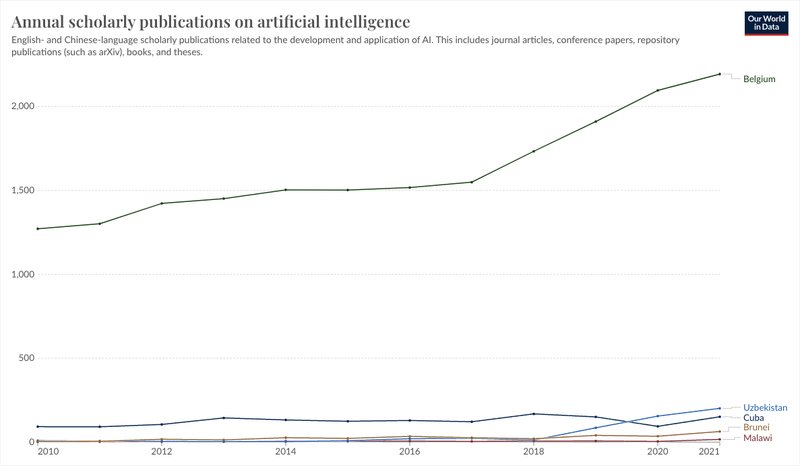 Annual scholarly publications on artificial intelligence
English- and Chinese-language scholarly publications related to the development and application of AI. This includes journal articles, conference papers, repository
publications (such as arXiv), books, and theses.
Our World
in Data
2,000
1,500
1,000
500
0
Belgium
Uzbekistan
Cuba
Brunei
Malawi
2010
2012
2014
2016
2018
2020
2021